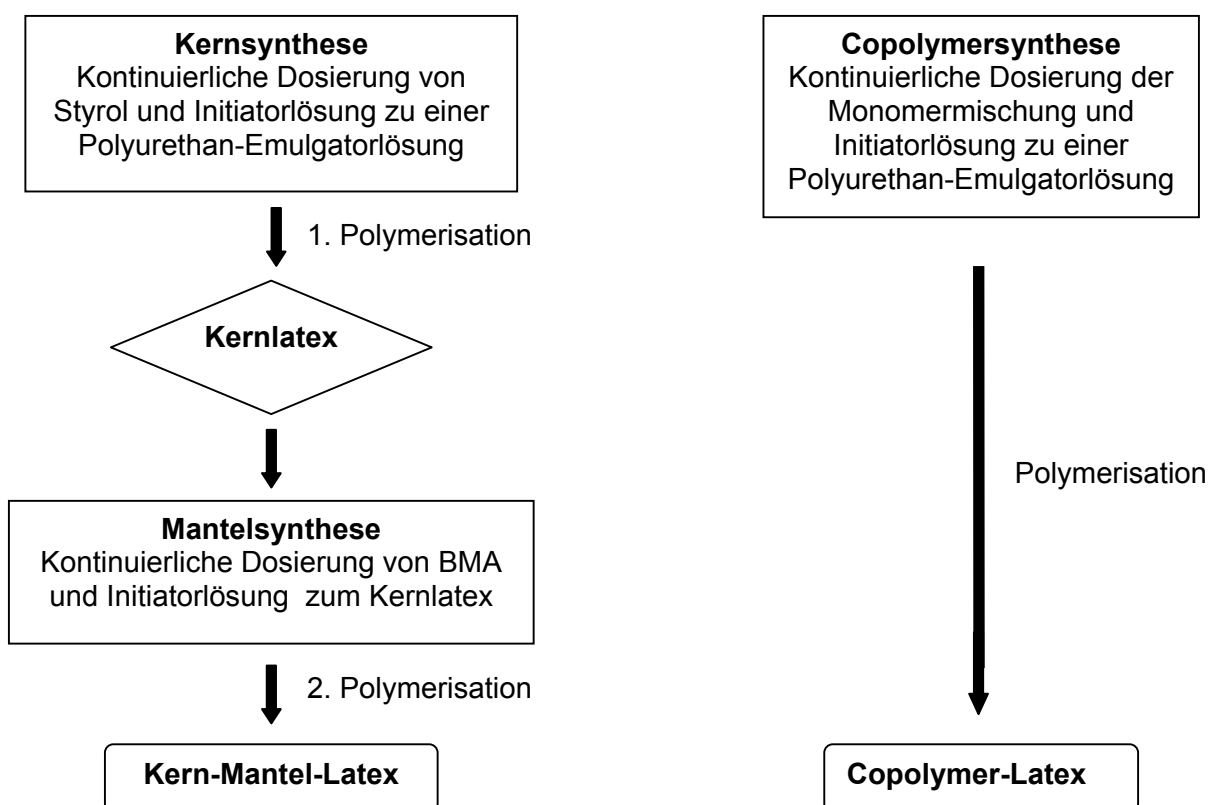 Kernsynthese
Kontinuierliche Dosierung von
Styrol und Initiatorlösung zu einer
Polyurethan-Emulgatorlösung
1. Polymerisation
Kernlatex
Mantelsynthese
Kontinuierliche Dosierung von BMA
und Initiatorlösung zum Kernlatex
2. Polymerisation
Kern-Mantel-Latex
Copolymersynthese
Kontinuierliche Dosierung der
Monomermischung und
Initiatorlösung zu einer
Polyurethan-Emulgatorlösung
Polymerisation
Copolymer-Latex